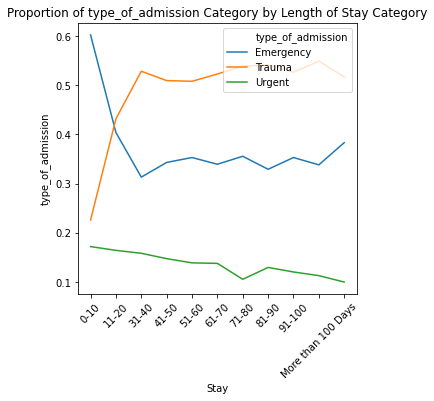 Proportion of type_of_admission Category by Length of Stay Category
type_of_admission
Emergency
Trauma
Urgent
type_of_admission
0.6
0.5
0.4
0.3
0.2
0.1
0-10
11-20
31-40
41-50
51-60
61-70
71-80
81-90
91-100
More than 100 Days
Stay